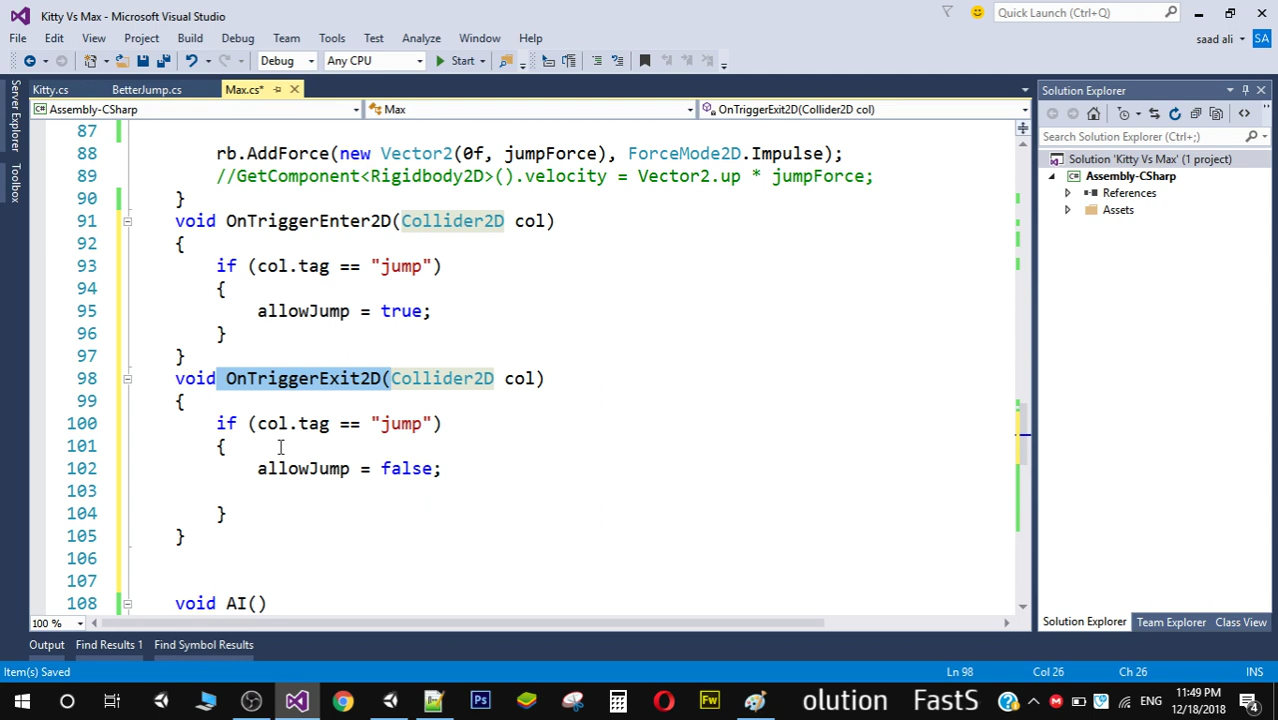 Kitty Vs Max - Microsoft Visual Studio
Quick Launch (Ctrl+Q)
File Edit View Project Build Debug Team Tools Test Analyze Window Help
saad ali
SA
Debug Any CPU Start
Server Explorer
Toolbox
Kitty.cs BetterJump.cs Max.cs*
Assembly-CSharp Max OnTriggerExit2D(Collider2D col)
87
88 rb.AddForce(new Vector2(0f, jumpForce), ForceMode2D.Impulse);
89 //GetComponent<Rigidbody2D>().velocity = Vector2.up * jumpForce;
90 }
91 void OnTriggerEnter2D(Collider2D col)
92 {
93 if (col.tag == "jump")
94 {
95 allowJump = true;
96 }
97 }
98 void OnTriggerExit2D(Collider2D col)
99 {
100 if (col.tag == "jump")
101 {
102 allowJump = false;
103
104 }
105 }
106
107
108 void AI()
100 %
Solution Explorer
Search Solution Explorer (Ctrl+;)
Solution 'Kitty Vs Max' (1 project)
Assembly-CSharp
References
Assets
Solution Explorer Team Explorer Class View
Output Find Results 1 Find Symbol Results
Item(s) Saved Ln 98 Col 26 Ch 26 INS
Ps
Fw
olution FastS
ENG
11:49 PM
12/18/2018